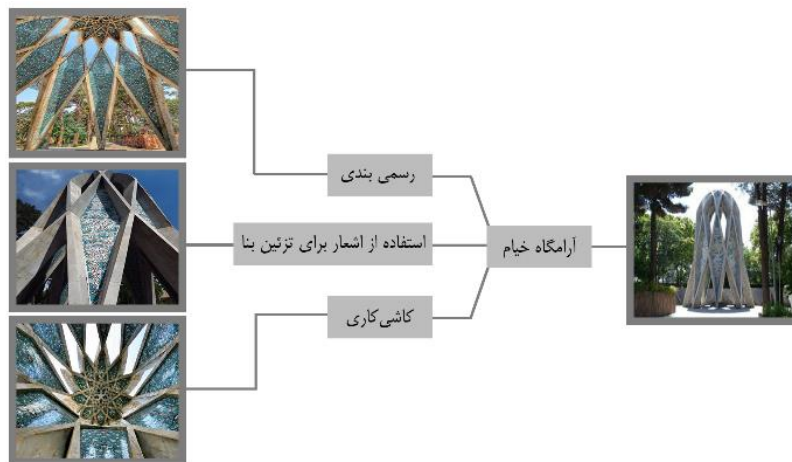 آرامگاه خیام
رسمی بندی
استفاده از اشعار برای تزئین بنا
کاشی‌کاری